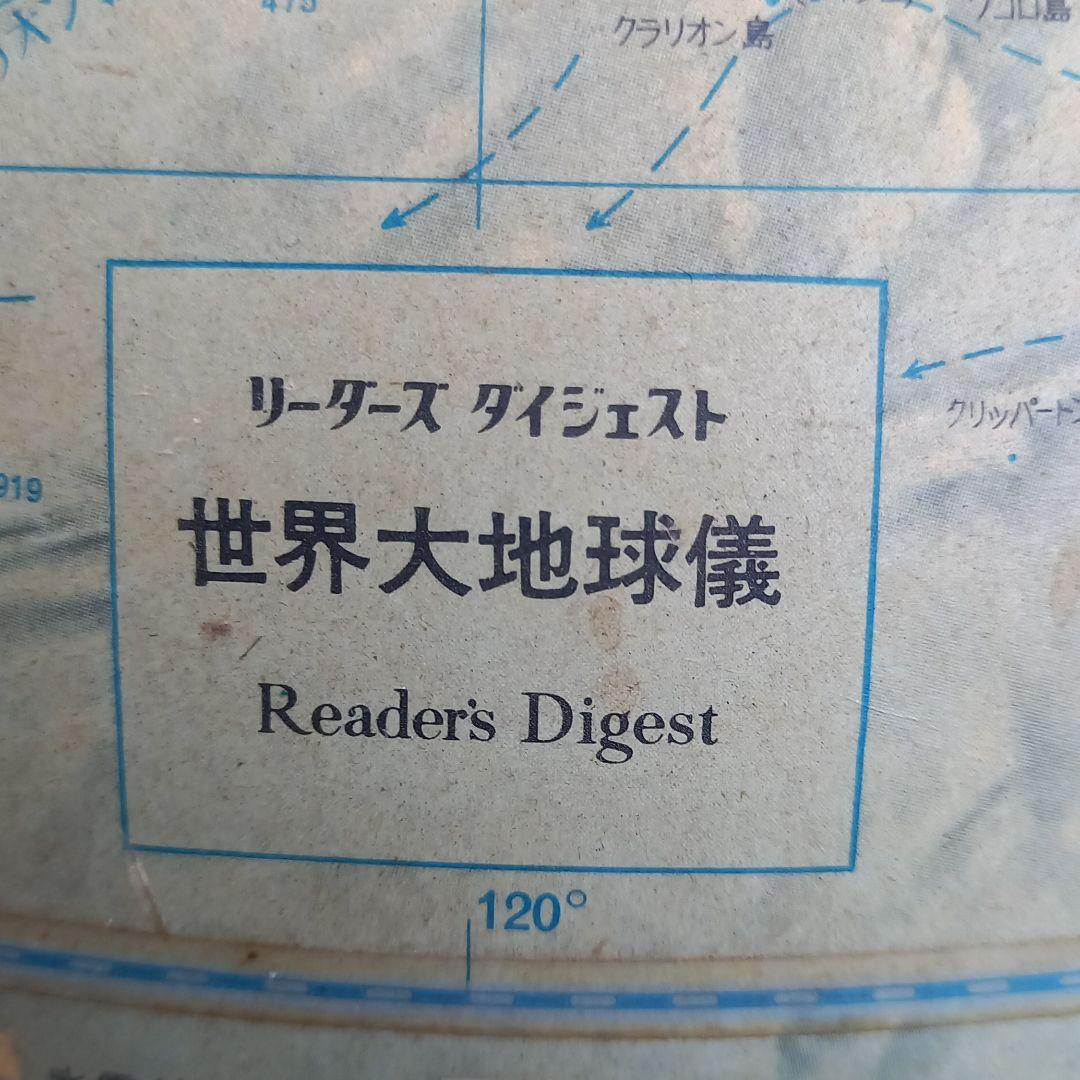 クラリオン島
リーダーズ ダイジェスト
世界大地球儀
Reader's Digest
919
120°